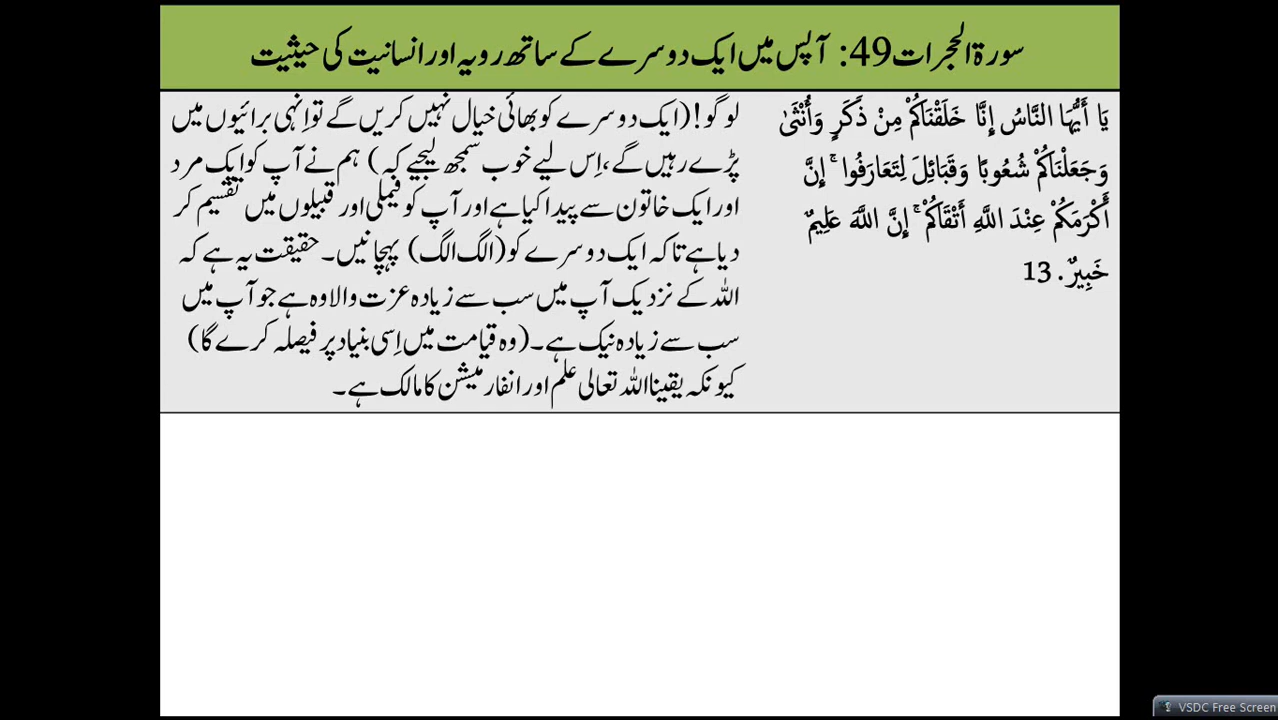 سورۃ الحجرات 49: آپس میں ایک دوسرے کے ساتھ رویہ اور انسانیت کی حیثیت
يَا أَيُّهَا النَّاسُ إِنَّا خَلَقْنَاكُمْ مِنْ ذَكَرٍ وَأُنْثَىٰ
وَجَعَلْنَاكُمْ شُعُوبًا وَقَبَائِلَ لِتَعَارَفُوا ۚ إِنَّ
أَكْرَمَكُمْ عِنْدَ اللَّهِ أَتْقَاكُمْ ۚ إِنَّ اللَّهَ عَلِيمٌ
خَبِيرٌ. 13
لوگو! (ایک دوسرے کو بھائی خیال نہیں کریں گے تو اِنہی برائیوں میں
پڑے رہیں گے، اِس لیے خوب سمجھ لیجیے کہ) ہم نے آپ کو ایک مرد
اور ایک خاتون سے پیدا کیا ہے اور آپ کو فیملی اور قبیلوں میں تقسیم کر
دیا ہے تاکہ ایک دوسرے کو (الگ الگ) پہچانیں۔ حقیقت یہ ہے کہ
اللہ کے نزدیک آپ میں سب سے زیادہ عزت والا وہ ہے جو آپ میں
سب سے زیادہ نیک ہے۔ (وہ قیامت میں اِسی بنیاد پر فیصلہ کرے گا)
کیونکہ یقینا اللہ تعالی علم اور انفارمیشن کا مالک ہے۔
VSDC Free Screen